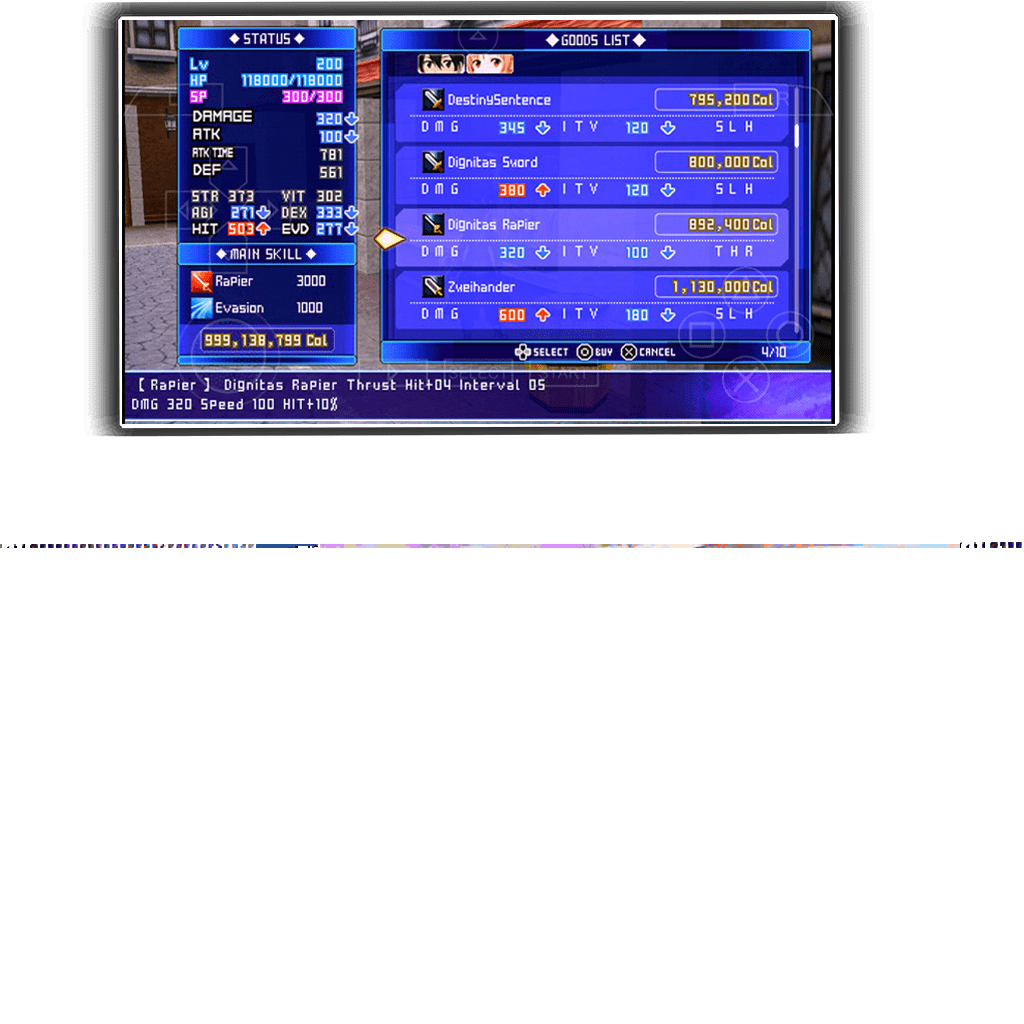 ◆ STATUS ◆
Lv 200
HP 118000/118000
SP 300/300
DAMAGE 320
ATK 100
ATK TIME 781
DEF 561
STR 373 VIT 302
AGI 271 DEX 333
HIT 503 EVD 277
◆ MAIN SKILL ◆
Rapier 3000
Evasion 1000
999,138,799 Col
◆ GOODS LIST ◆
DestinySentence 795,200 Col
DMG 345 ITV 120 SLH
Dignitas Sword 800,000 Col
DMG 380 ITV 120 SLH
Dignitas Rapier 892,400 Col
DMG 320 ITV 100 THR
Zweihander 1,130,000 Col
DMG 600 ITV 180 SLH
SELECT BUY CANCEL 4/10
SELECT START
R
【 Rapier 】 Dignitas Rapier Thrust Hit+04 Interval 05
DMG 320 Speed 100 HIT+10%